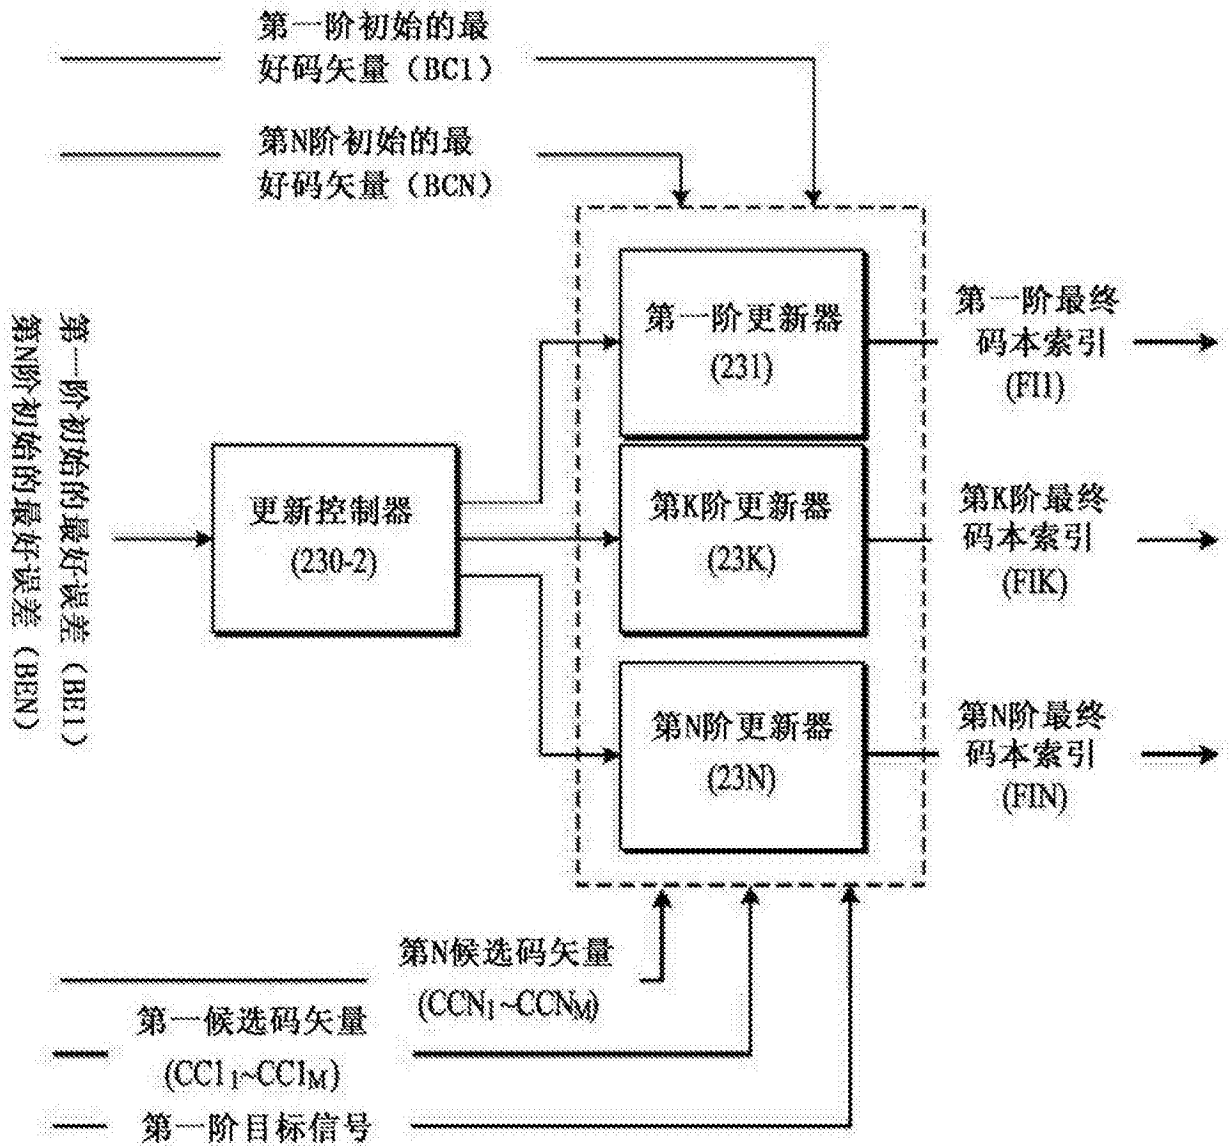 第一阶初始的最
好码矢量（BC1）
第N阶初始的最
好码矢量（BCN）
第一阶初始的最好误差（BE1）
第N阶初始的最好误差（BEN）
更新控制器
(230-2)
第一阶更新器
(231)
第K阶更新器
(23K)
第N阶更新器
(23N)
第一阶最终
码本索引
(FI1)
第K阶最终
码本索引
(FIK)
第N阶最终
码本索引
(FIN)
第N候选码矢量
(CCN₁~CCN_M)
第一候选码矢量
(CC1₁~CC1_M)
第一阶目标信号